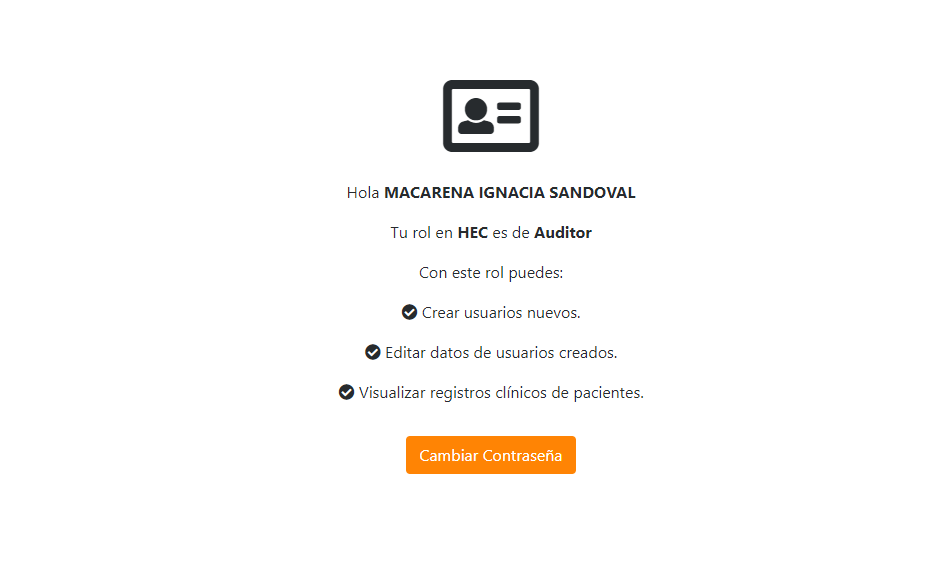 Hola MACARENA IGNACIA SANDOVAL
Tu rol en HEC es de Auditor
Con este rol puedes:
Crear usuarios nuevos.
Editar datos de usuarios creados.
Visualizar registros clínicos de pacientes.
Cambiar Contraseña